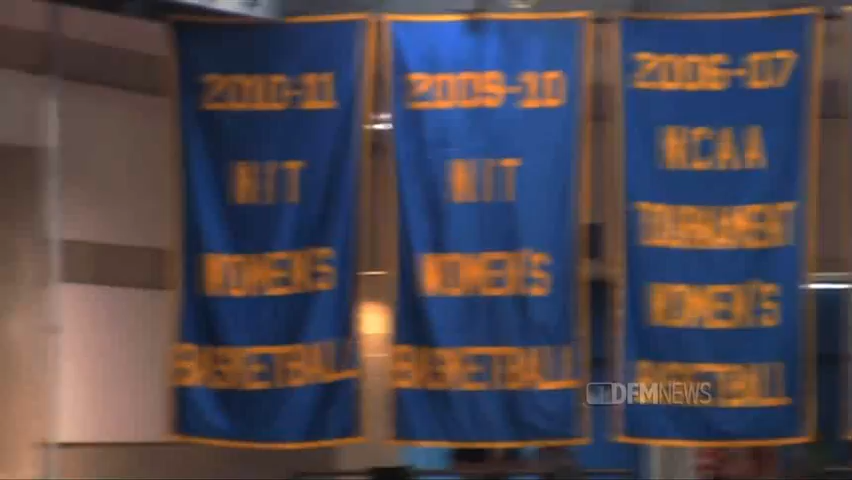 2010-11
NIT
WOMEN'S
BASKETBALL
2009-10
NIT
WOMEN'S
BASKETBALL
2006-07
NCAA
TOURNAMENT
WOMEN'S
BASKETBALL
DFMNEWS